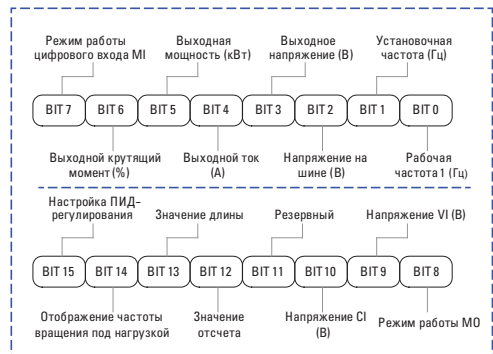 Режим работы
цифрового входа MI
Выходная
мощность (кВт)
Выходное
напряжение (В)
Установочная
частота (Гц)
BIT 7
BIT 6
BIT 5
BIT 4
BIT 3
BIT 2
BIT 1
BIT 0
Выходной крутящий
момент (%)
Выходной ток
(А)
Напряжение на
шине (В)
Рабочая
частота 1 (Гц)
Настройка ПИД-
регулирования
Значение длины
Резервный
Напряжение VI (В)
BIT 15
BIT 14
BIT 13
BIT 12
BIT 11
BIT 10
BIT 9
BIT 8
Отображение частоты
вращения под нагрузкой
Значение
отсчета
Напряжение CI
(В)
Режим работы MO